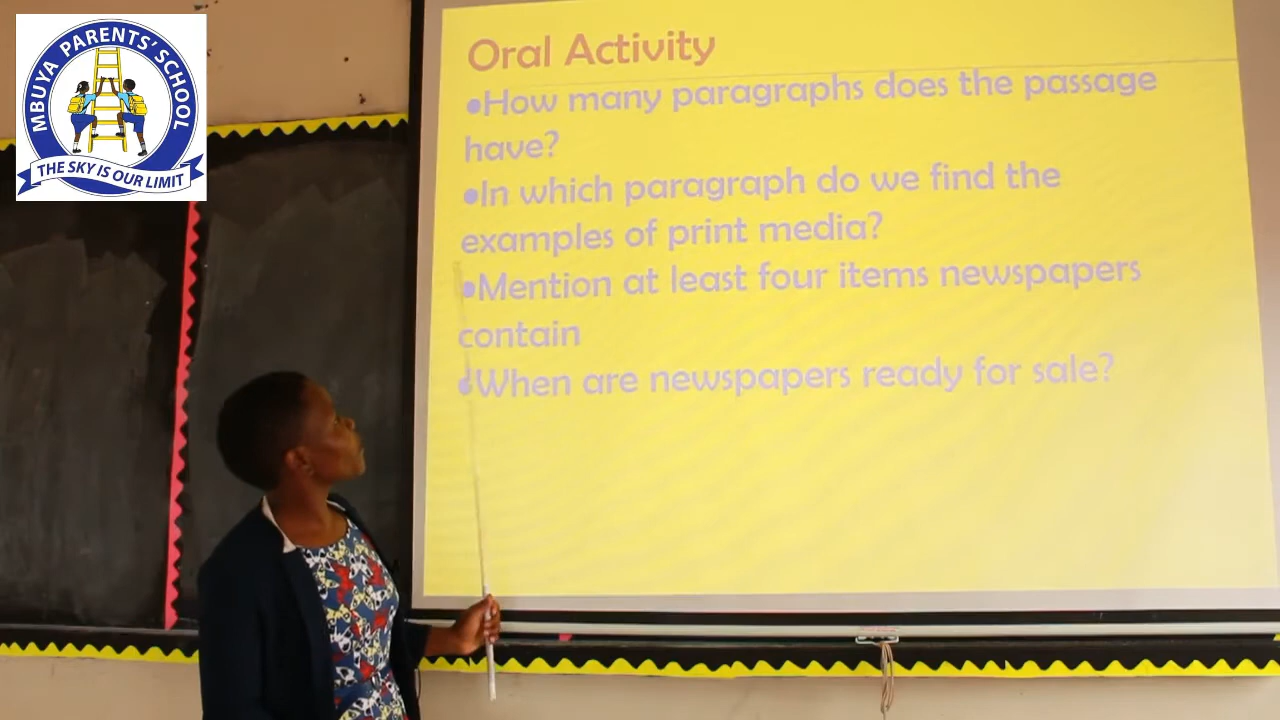 MBUYA PARENTS' SCHOOL
THE SKY IS OUR LIMIT
Oral Activity
•How many paragraphs does the passage
have?
•In which paragraph do we find the
examples of print media?
•Mention at least four items newspapers
contain
•When are newspapers ready for sale?